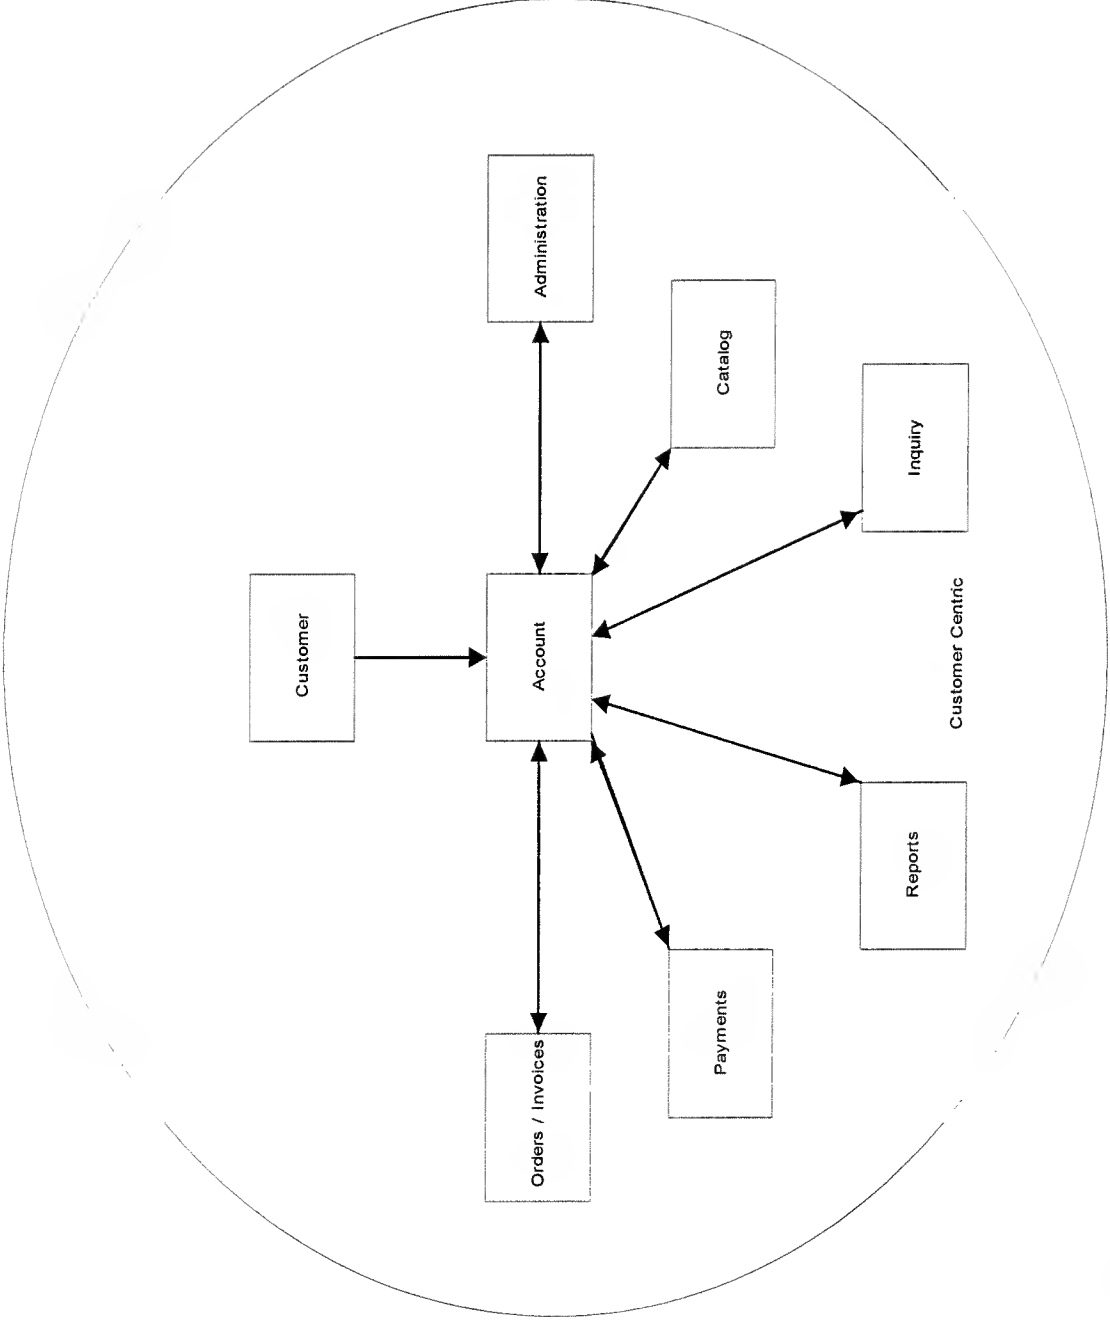 Customer
Orders / Invoices
Account
Administration
Payments
Catalog
Reports
Inquiry
Customer Centric